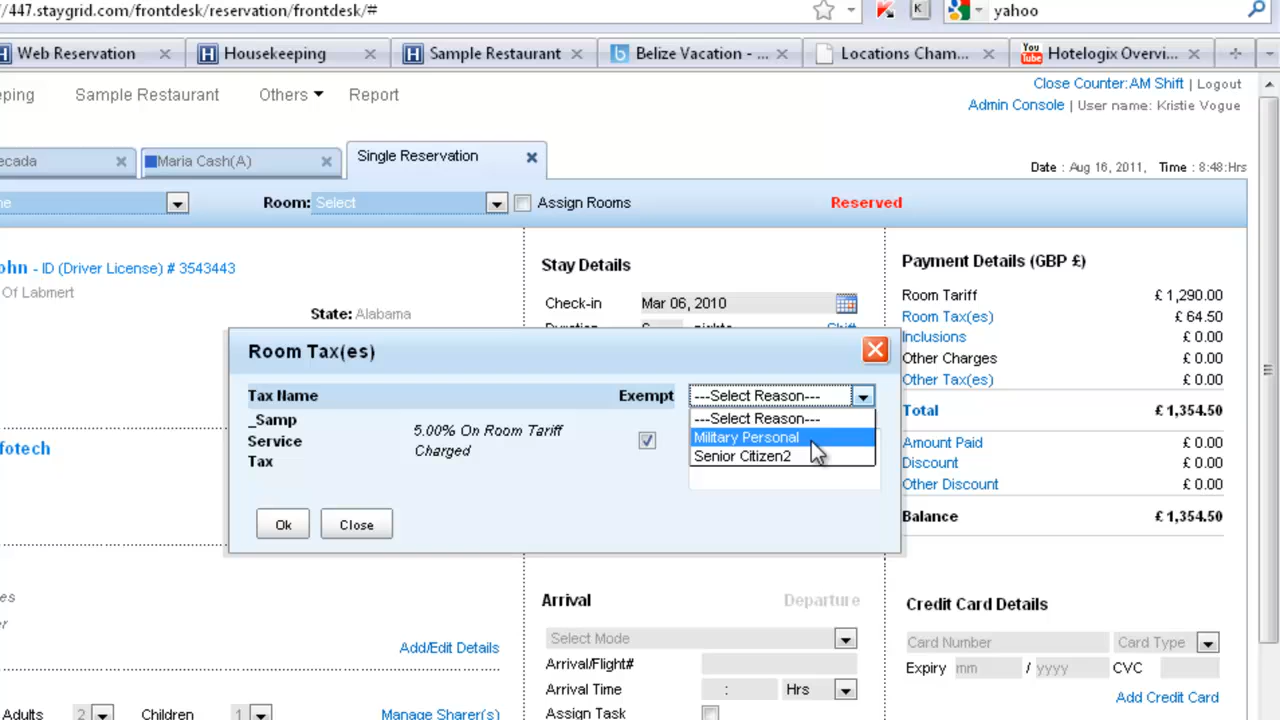 //447.staygrid.com/frontdesk/reservation/frontdesk/#
yahoo
Web Reservation
Housekeeping
Sample Restaurant
Belize Vacation - ...
Locations Cham...
Hotelogix Overvi...
Close Counter:AM Shift | Logout
Admin Console | User name: Kristie Vogue
ping
Sample Restaurant
Others
Report
ecada
Maria Cash(A)
Single Reservation
Date : Aug 16, 2011, Time : 8:48:Hrs
ne
Room: Select
Assign Rooms
Reserved
ohn - ID (Driver License) # 3543443
Of Labmert
State: Alabama
Stay Details
Check-in Mar 06, 2010
Payment Details (GBP £)
Room Tariff £ 1,290.00
Room Tax(es) £ 64.50
Inclusions £ 0.00
Other Charges £ 0.00
Other Tax(es) £ 0.00
Total £ 1,354.50
Amount Paid £ 0.00
Discount £ 0.00
Other Discount £ 0.00
Balance £ 1,354.50
Room Tax(es)
Tax Name
Exempt
---Select Reason---
---Select Reason---
Military Personal
Senior Citizen2
_Samp
Service
Tax
5.00% On Room Tariff
Charged
Ok
Close
fotech
es
er
Add/Edit Details
Adults 2
Children 1
Manage Sharer(s)
Arrival
Departure
Select Mode
Arrival/Flight#
Arrival Time : Hrs
Assign Task
Credit Card Details
Card Number
Card Type
Expiry mm / yyyy CVC
Add Credit Card